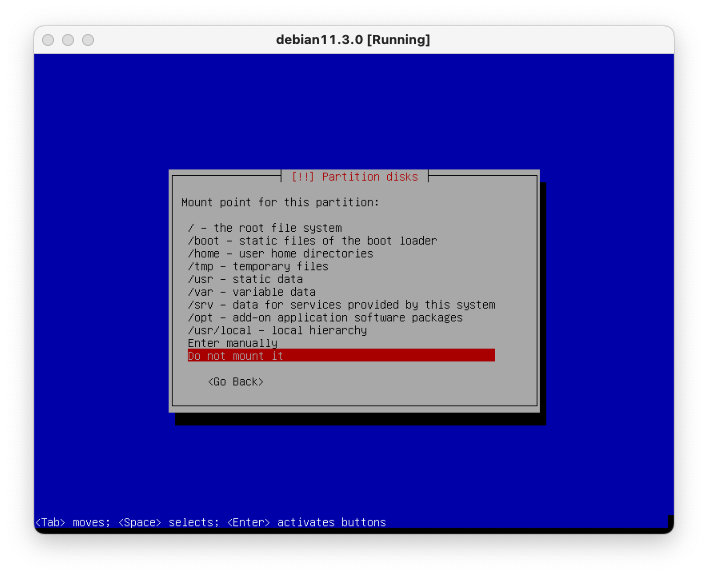 debian11.3.0 [Running]
[!!] Partition disks
Mount point for this partition:
/ – the root file system
/boot – static files of the boot loader
/home – user home directories
/tmp – temporary files
/usr – static data
/var – variable data
/srv – data for services provided by this system
/opt – add-on application software packages
/usr/local – local hierarchy
Enter manually
Do not mount it
<Go Back>
<Tab> moves; <Space> selects; <Enter> activates buttons